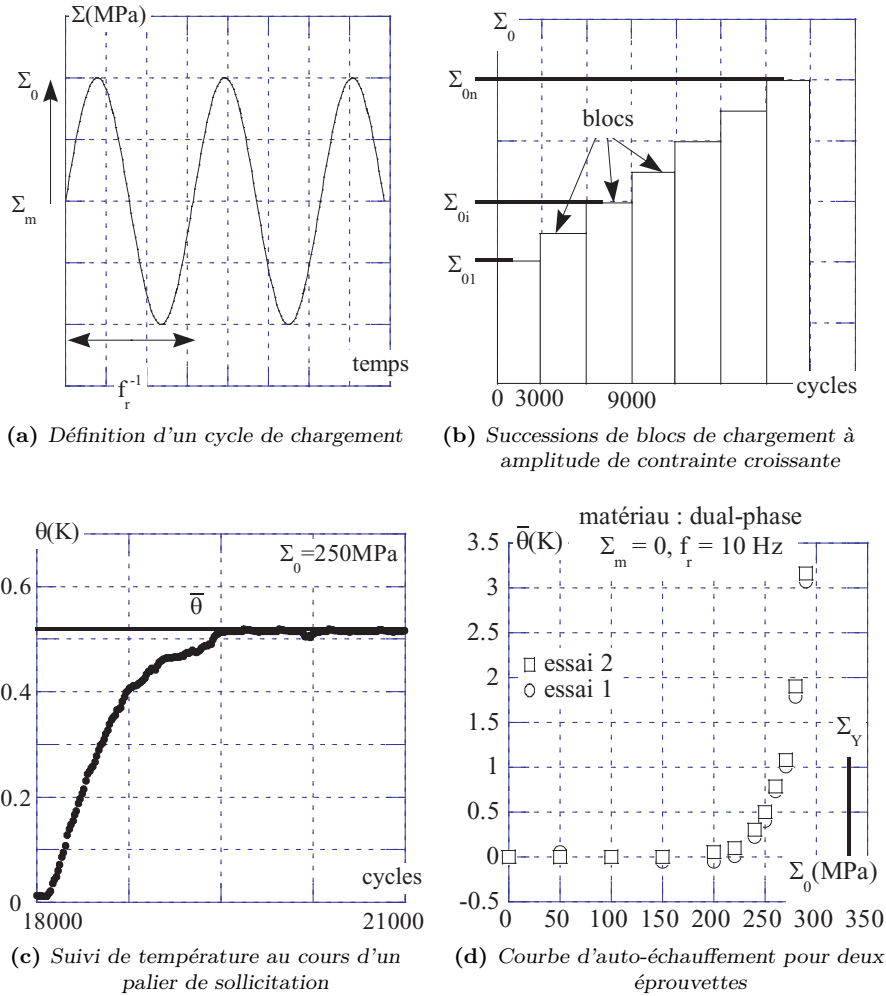 Σ(MPa)
Σ0
Σm
temps
fr-1
(a) Définition d'un cycle de chargement
Σ0
Σ0n
blocs
Σ0i
Σ01
cycles
0 3000 9000
(b) Successions de blocs de chargement à
amplitude de contrainte croissante
θ(K)
Σ0=250MPa
0.6
θ̅
0.4
0.2
cycles
0
18000 21000
(c) Suivi de température au cours d'un
palier de sollicitation
matériau : dual-phase
θ̅(K) Σm = 0, fr = 10 Hz
3.5
3
2.5
2
1.5
1
0.5
0
-0.5
essai 2
essai 1
ΣY
Σ0(MPa)
0 50 100 150 200 250 300 350
(d) Courbe d'auto-échauffement pour deux
éprouvettes